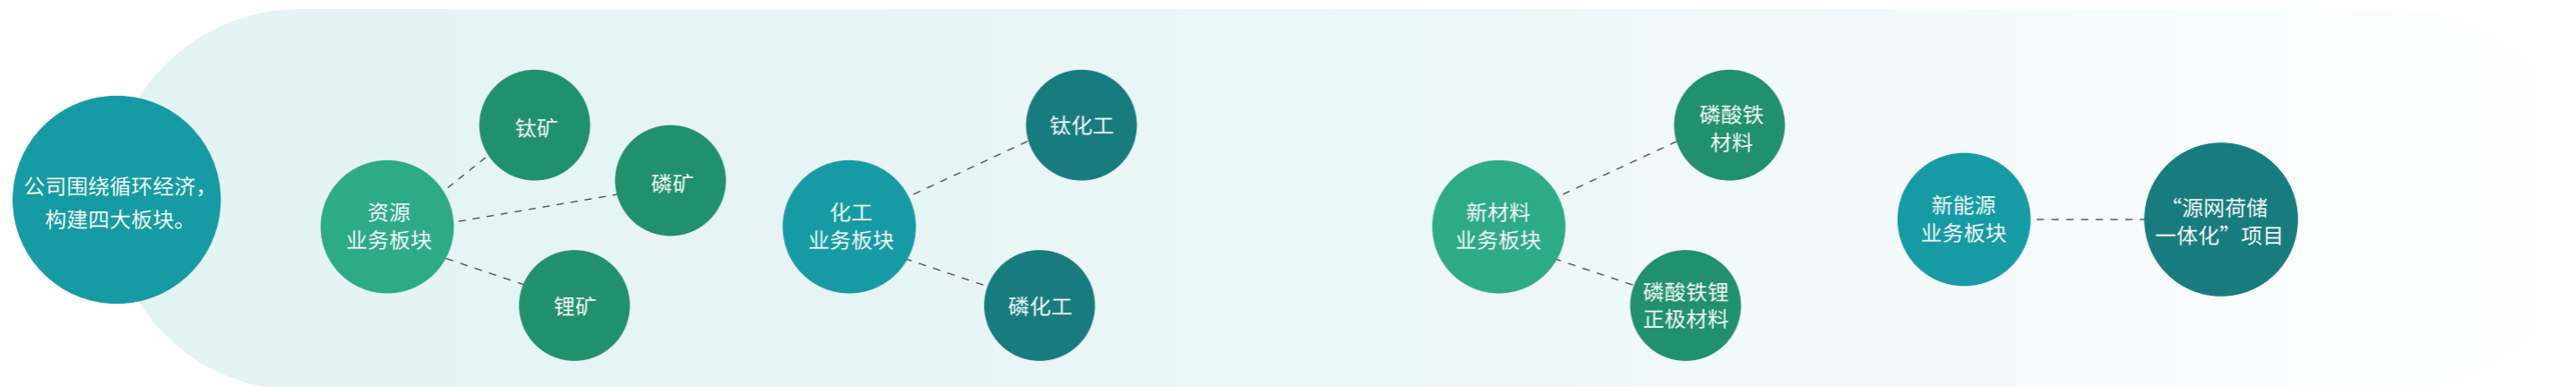 公司围绕循环经济，
构建四大板块。
资源
业务板块
钛矿
磷矿
锂矿
化工
业务板块
钛化工
磷化工
新材料
业务板块
磷酸铁
材料
磷酸铁锂
正极材料
新能源
业务板块
“源网荷储
一体化”项目